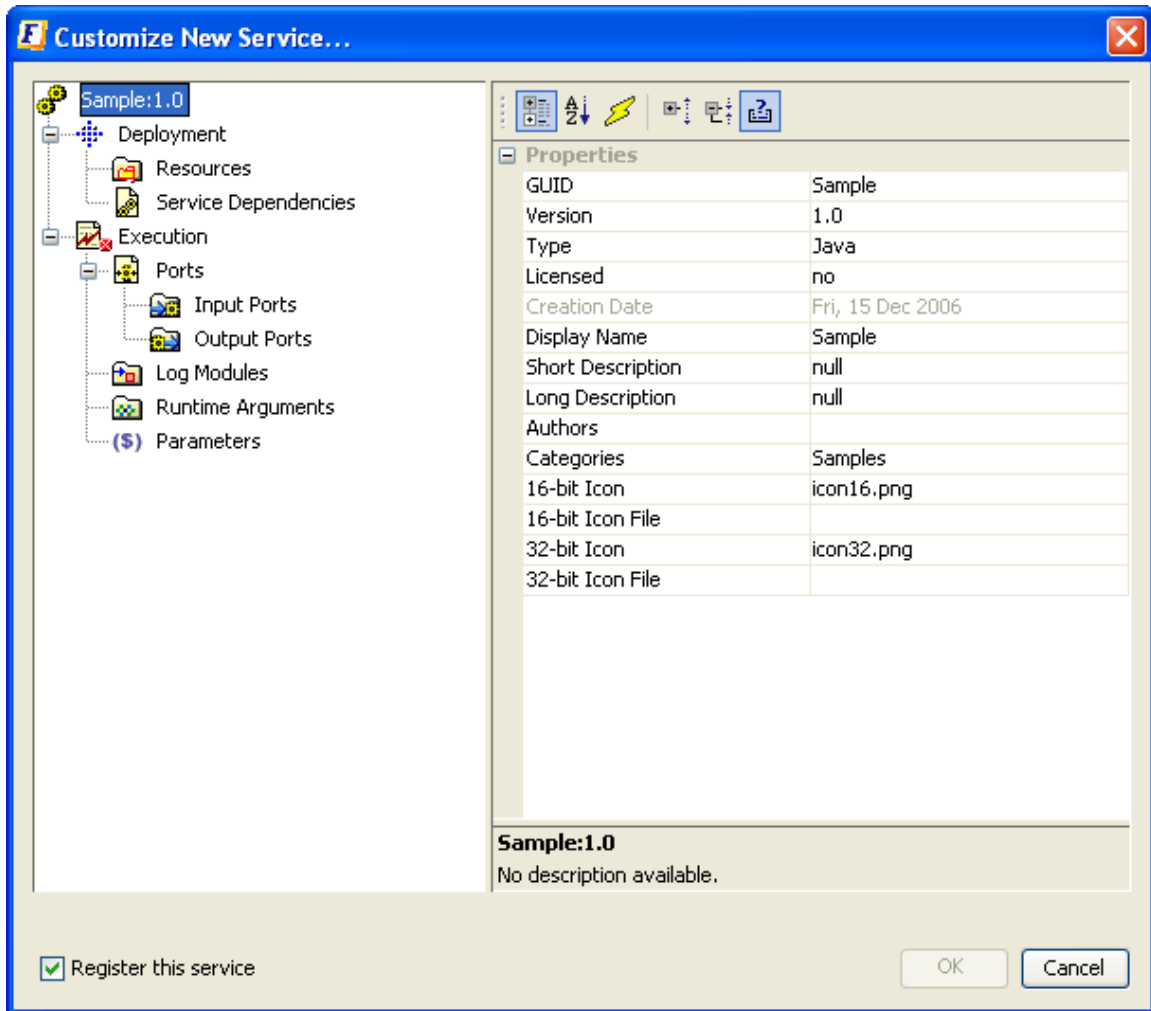 Customize New Service...
Sample:1.0
Deployment
Resources
Service Dependencies
Execution
Ports
Input Ports
Output Ports
Log Modules
Runtime Arguments
($) Parameters
Properties
GUID Sample
Version 1.0
Type Java
Licensed no
Creation Date Fri, 15 Dec 2006
Display Name Sample
Short Description null
Long Description null
Authors
Categories Samples
16-bit Icon icon16.png
16-bit Icon File
32-bit Icon icon32.png
32-bit Icon File
Sample:1.0
No description available.
Register this service
OK Cancel